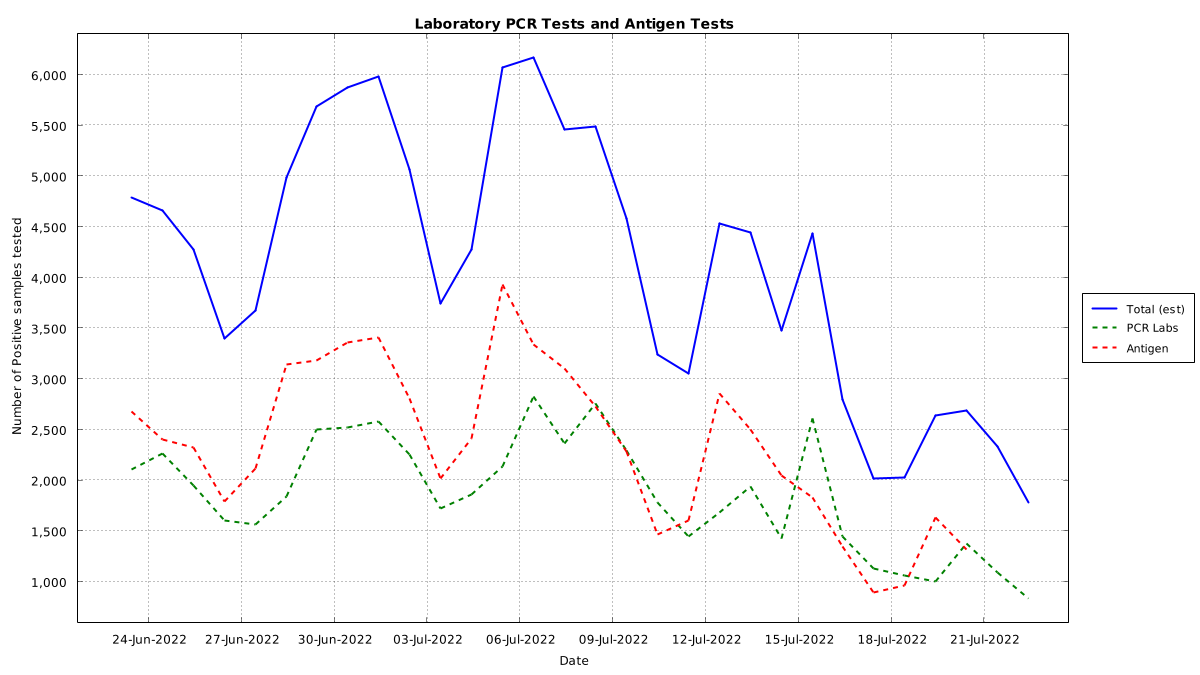 Laboratory PCR Tests and Antigen Tests
Number of Positive samples tested
6,000
5,500
5,000
4,500
4,000
3,500
3,000
2,500
2,000
1,500
1,000
24-Jun-2022 27-Jun-2022 30-Jun-2022 03-Jul-2022 06-Jul-2022 09-Jul-2022 12-Jul-2022 15-Jul-2022 18-Jul-2022 21-Jul-2022
Date
Total (est)
PCR Labs
Antigen